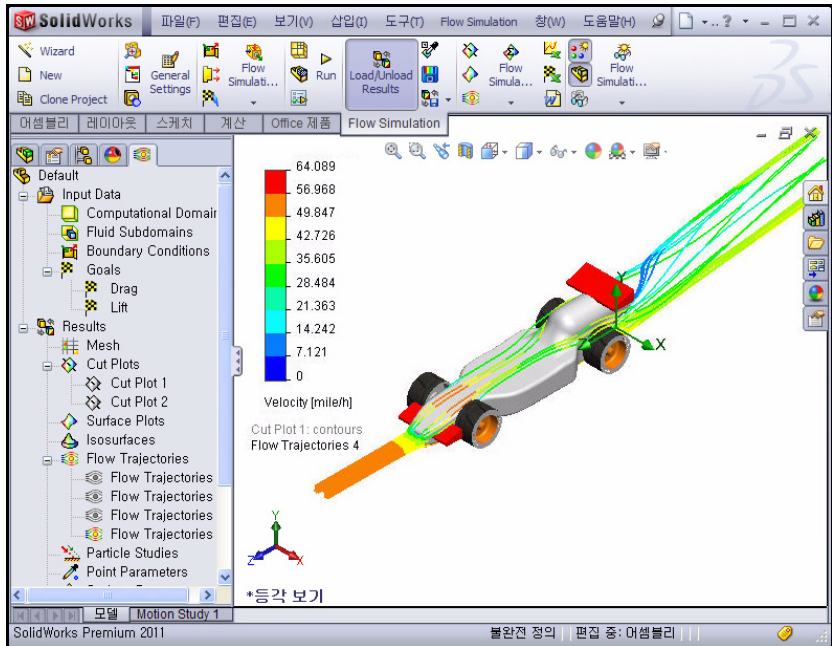 SolidWorks 파일(F) 편집(E) 보기(V) 삽입(I) 도구(T) Flow Simulation 창(W) 도움말(H)
Wizard
New
Clone Project
General Settings
Flow Simulati...
Run
Load/Unload Results
Flow Simula...
Flow Simulati...
어셈블리 레이아웃 스케치 계산 Office 제품 Flow Simulation
Default
Input Data
Computational Domair
Fluid Subdomains
Boundary Conditions
Goals
Drag
Lift
Results
Mesh
Cut Plots
Cut Plot 1
Cut Plot 2
Surface Plots
Isosurfaces
Flow Trajectories
Flow Trajectories
Flow Trajectories
Flow Trajectories
Flow Trajectories
Particle Studies
Point Parameters
64.089
56.968
49.847
42.726
35.605
28.484
21.363
14.242
7.121
0
Velocity [mile/h]
Cut Plot 1: contours
Flow Trajectories 4
Y
X
Z
Y
Z
X
*등각 보기
모델 Motion Study 1
SolidWorks Premium 2011 불완전 정의 편집 중: 어셈블리